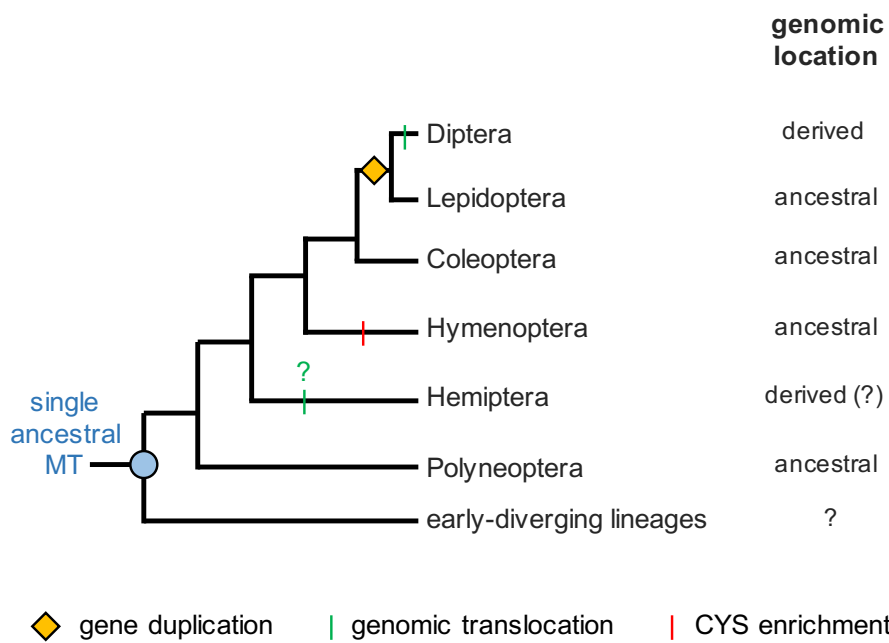 genomic
location
Diptera derived
Lepidoptera ancestral
Coleoptera ancestral
Hymenoptera ancestral
?
Hemiptera derived (?)
single
ancestral
MT
Polyneoptera ancestral
early-diverging lineages ?
gene duplication genomic translocation CYS enrichment